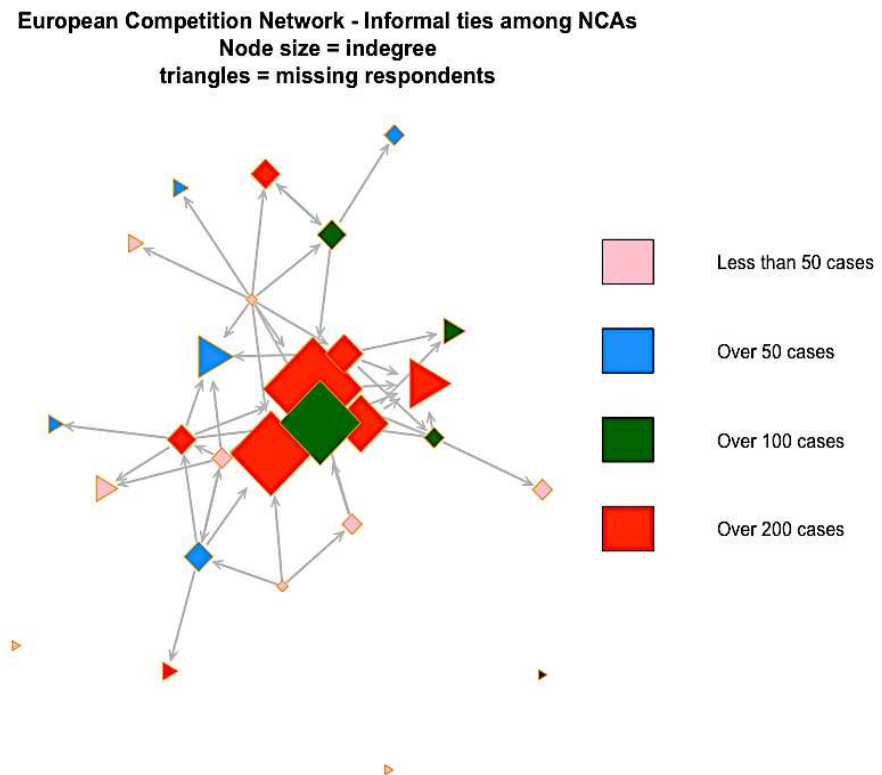 European Competition Network - Informal ties among NCAs
Node size = indegree
triangles = missing respondents
Less than 50 cases
Over 50 cases
Over 100 cases
Over 200 cases